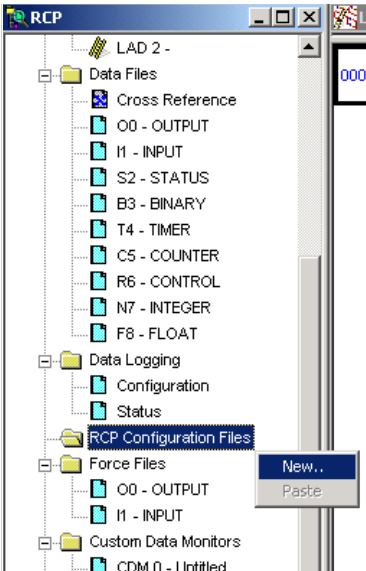 RCP
LAD 2 -
Data Files
000
Cross Reference
O0 - OUTPUT
I1 - INPUT
S2 - STATUS
B3 - BINARY
T4 - TIMER
C5 - COUNTER
R6 - CONTROL
N7 - INTEGER
F8 - FLOAT
Data Logging
Configuration
Status
RCP Configuration Files
Force Files
New..
O0 - OUTPUT
Paste
I1 - INPUT
Custom Data Monitors
CDM 0 - Untitled